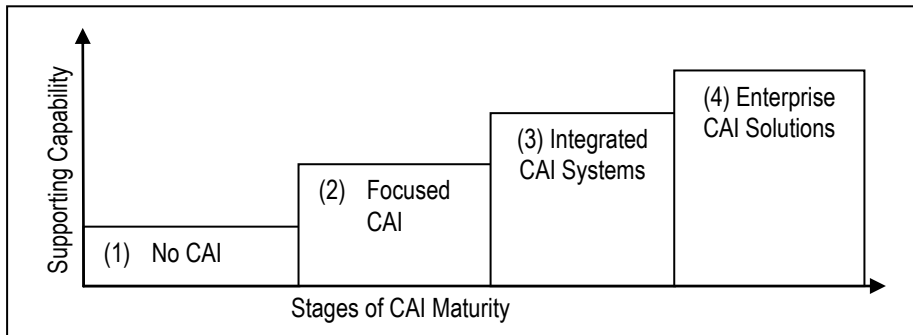 Supporting Capability
(1) No CAI
(2) Focused
CAI
(3) Integrated
CAI Systems
(4) Enterprise
CAI Solutions
Stages of CAI Maturity